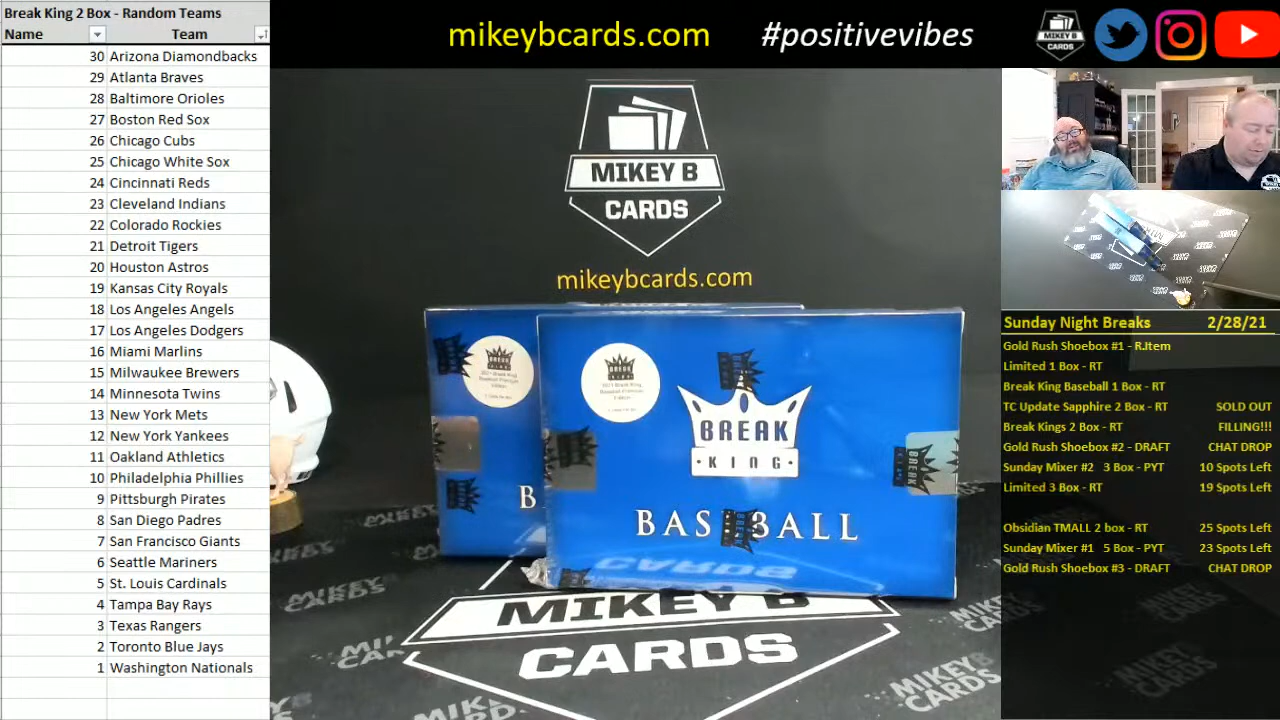 Break King 2 Box - Random Teams
Name Team
30 Arizona Diamondbacks
29 Atlanta Braves
28 Baltimore Orioles
27 Boston Red Sox
26 Chicago Cubs
25 Chicago White Sox
24 Cincinnati Reds
23 Cleveland Indians
22 Colorado Rockies
21 Detroit Tigers
20 Houston Astros
19 Kansas City Royals
18 Los Angeles Angels
17 Los Angeles Dodgers
16 Miami Marlins
15 Milwaukee Brewers
14 Minnesota Twins
13 New York Mets
12 New York Yankees
11 Oakland Athletics
10 Philadelphia Phillies
9 Pittsburgh Pirates
8 San Diego Padres
7 San Francisco Giants
6 Seattle Mariners
5 St. Louis Cardinals
4 Tampa Bay Rays
3 Texas Rangers
2 Toronto Blue Jays
1 Washington Nationals
mikeybcards.com #positivevibes
MIKEY B
CARDS
MIKEY B
CARDS
mikeybcards.com
BREAK
KING
BASEBALL
B
CARDS
MIKEY B
CARDS
MIKEY
CARDS
Sunday Night Breaks 2/28/21
Gold Rush Shoebox #1 - R.Item
Limited 1 Box - RT
Break King Baseball 1 Box - RT
TC Update Sapphire 2 Box - RT SOLD OUT
Break Kings 2 Box - RT FILLING!!!
Gold Rush Shoebox #2 - DRAFT CHAT DROP
Sunday Mixer #2 3 Box - PYT 10 Spots Left
Limited 3 Box - RT 19 Spots Left
Obsidian TMALL 2 box - RT 25 Spots Left
Sunday Mixer #1 5 Box - PYT 23 Spots Left
Gold Rush Shoebox #3 - DRAFT CHAT DROP